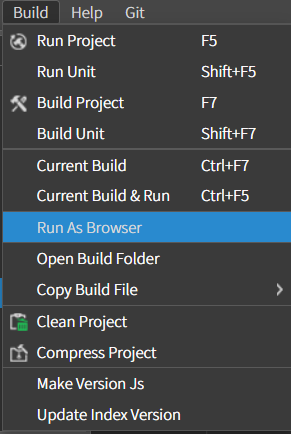 Build Help Git
Run Project F5
Run Unit Shift+F5
Build Project F7
Build Unit Shift+F7
Current Build Ctrl+F7
Current Build & Run Ctrl+F5
Run As Browser
Open Build Folder
Copy Build File
Clean Project
Compress Project
Make Version Js
Update Index Version